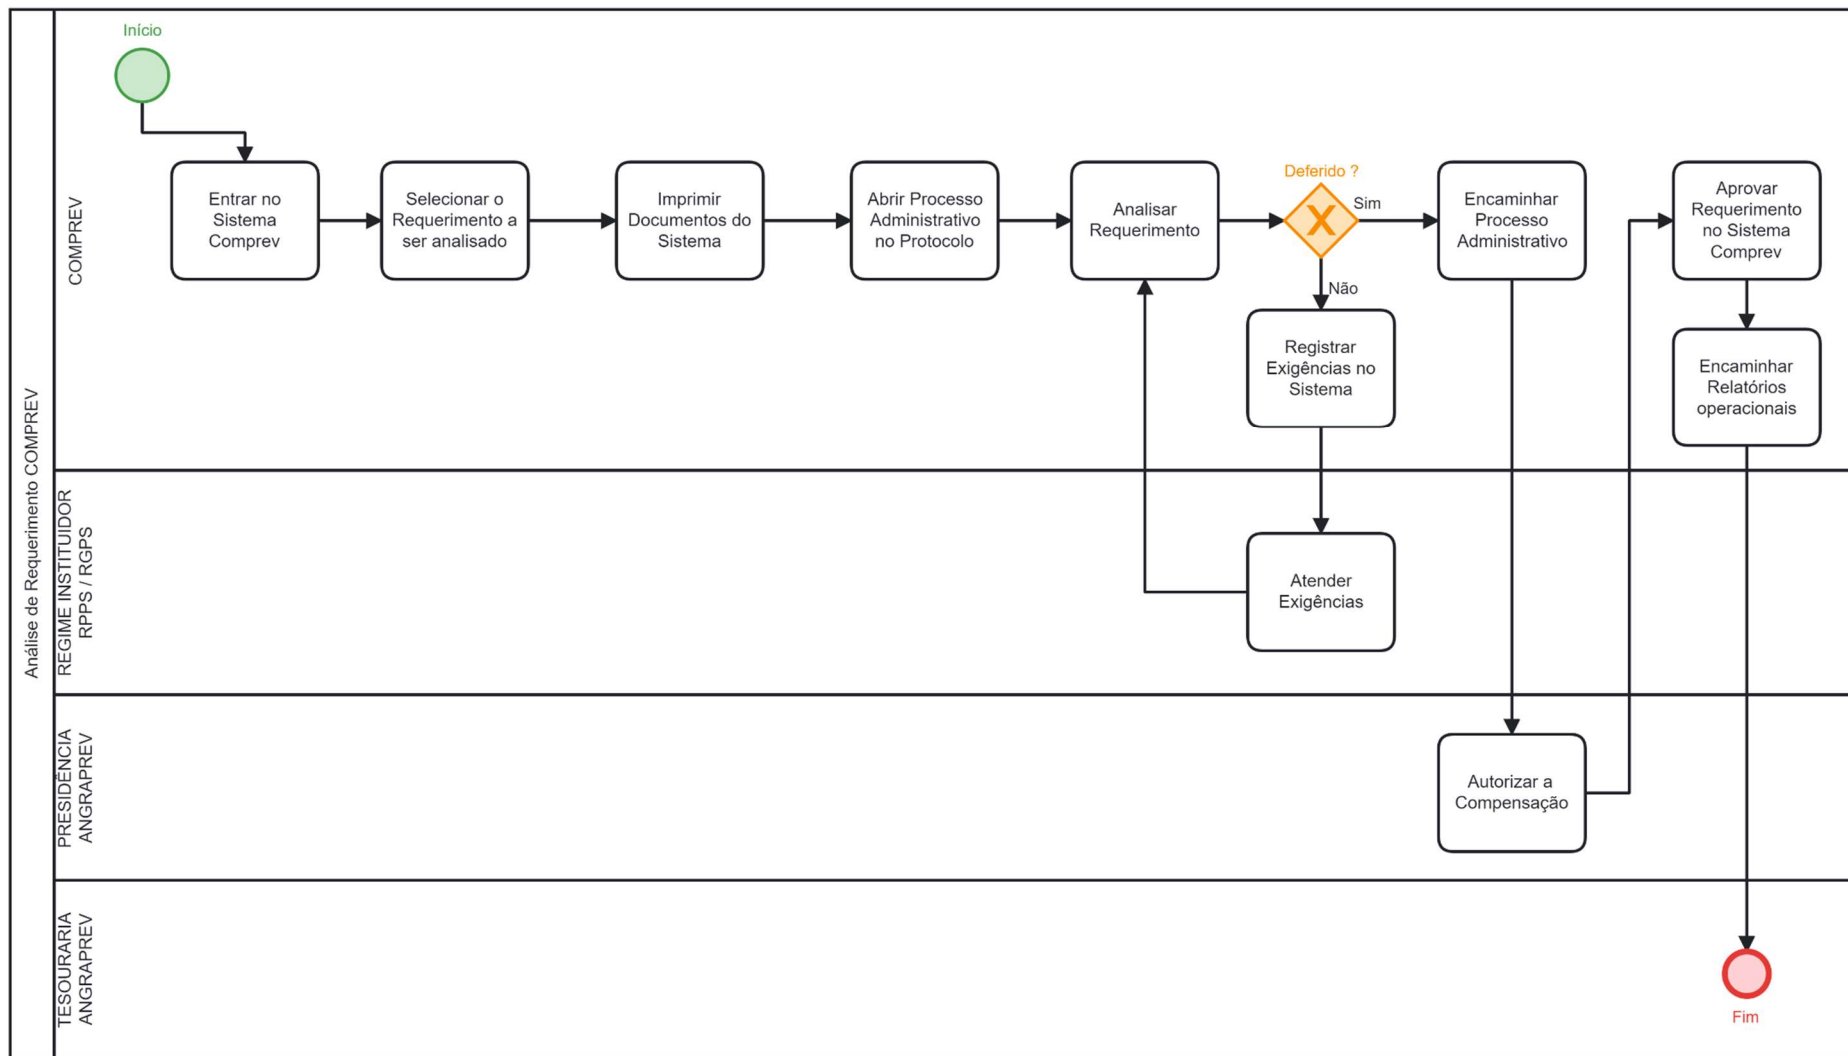 Análise de Requerimento COMPREV
COMPREV
Início
Entrar no
Sistema
Comprev
Selecionar o
Requerimento a
ser analisado
Imprimir
Documentos do
Sistema
Abrir Processo
Administrativo
no Protocolo
Analisar
Requerimento
Deferido ?
Sim
Não
Encaminhar
Processo
Administrativo
Aprovar
Requerimento
no Sistema
Comprev
Registrar
Exigências no
Sistema
Encaminhar
Relatórios
operacionais
REGIME INSTITUIDOR
RPPS / RGPS
Atender
Exigências
PRESIDÊNCIA
ANGRAPREV
Autorizar a
Compensação
TESOURARIA
ANGRAPREV
Fim